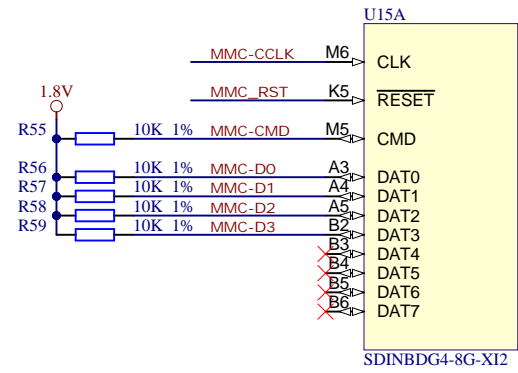 U15A
MMC-CCLK M6 CLK
MMC_RST K5 RESET
1.8V
R55 10K 1% MMC-CMD M5 CMD
R56 10K 1% MMC-D0 A3 DAT0
R57 10K 1% MMC-D1 A4 DAT1
R58 10K 1% MMC-D2 A5 DAT2
R59 10K 1% MMC-D3 B2 DAT3
B3 DAT4
B4 DAT5
B5 DAT6
B6 DAT7
SDINBDG4-8G-XI2